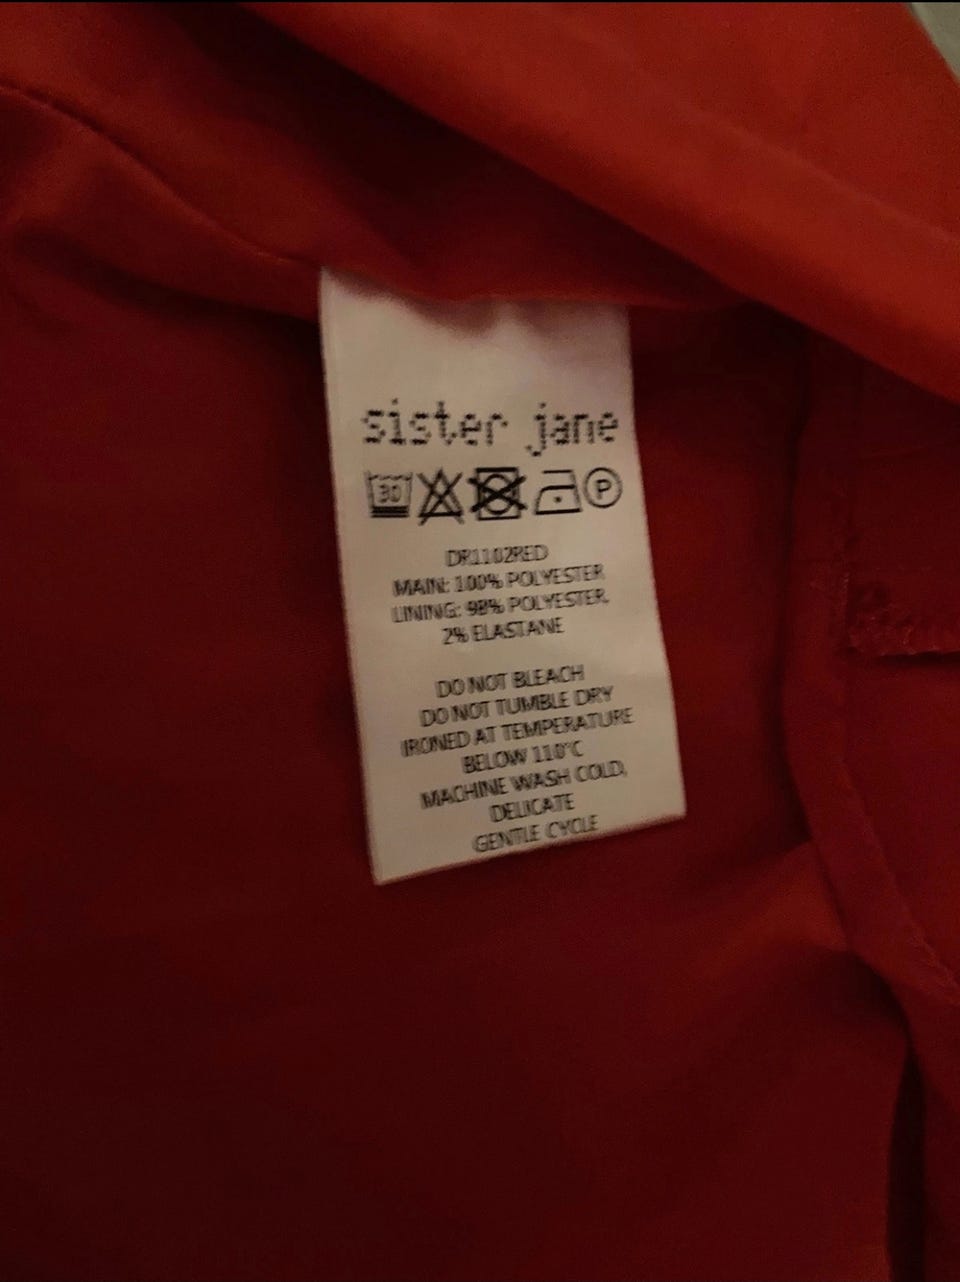 sister jane
30 P
DR1102RED
MAIN: 100% POLYESTER
LINING: 98% POLYESTER,
2% ELASTANE
DO NOT BLEACH
DO NOT TUMBLE DRY
IRONED AT TEMPERATURE
BELOW 110°C
MACHINE WASH COLD,
DELICATE
GENTLE CYCLE